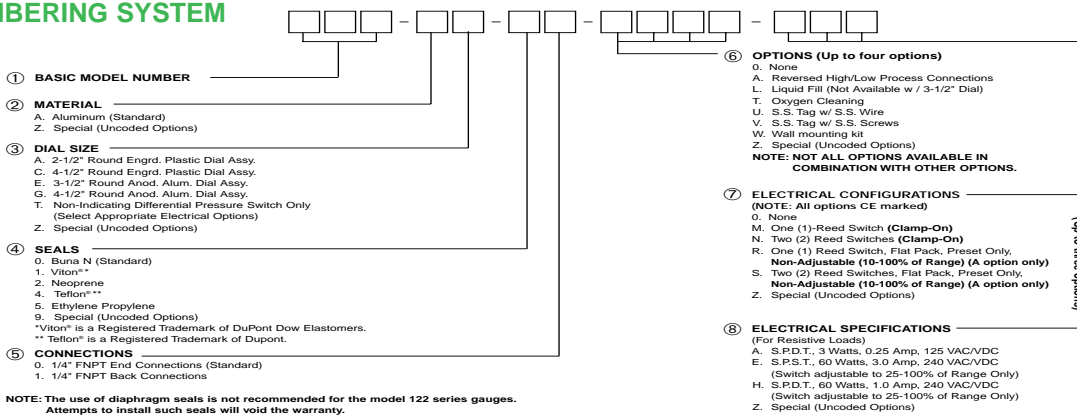 IBERING SYSTEM
① BASIC MODEL NUMBER
② MATERIAL
A. Aluminum (Standard)
Z. Special (Uncoded Options)
③ DIAL SIZE
A. 2-1/2" Round Engrd. Plastic Dial Assy.
C. 4-1/2" Round Engrd. Plastic Dial Assy.
E. 3-1/2" Round Anod. Alum. Dial Assy.
G. 4-1/2" Round Anod. Alum. Dial Assy.
T. Non-Indicating Differential Pressure Switch Only
(Select Appropriate Electrical Options)
Z. Special (Uncoded Options)
④ SEALS
0. Buna N (Standard)
1. Viton®*
2. Neoprene
4. Teflon®**
5. Ethylene Propylene
9. Special (Uncoded Options)
*Viton® is a Registered Trademark of DuPont Dow Elastomers.
** Teflon® is a Registered Trademark of Dupont.
⑤ CONNECTIONS
0. 1/4" FNPT End Connections (Standard)
1. 1/4" FNPT Back Connections
NOTE: The use of diaphragm seals is not recommended for the model 122 series gauges.
Attempts to install such seals will void the warranty.
⑥ OPTIONS (Up to four options)
0. None
A. Reversed High/Low Process Connections
L. Liquid Fill (Not Available w / 3-1/2" Dial)
T. Oxygen Cleaning
U. S.S. Tag w/ S.S. Wire
V. S.S. Tag w/ S.S. Screws
W. Wall mounting kit
Z. Special (Uncoded Options)
NOTE: NOT ALL OPTIONS AVAILABLE IN
COMBINATION WITH OTHER OPTIONS.
⑦ ELECTRICAL CONFIGURATIONS
(NOTE: All options CE marked)
0. None
M. One (1)-Reed Switch (Clamp-On)
N. Two (2) Reed Switches (Clamp-On)
R. One (1) Reed Switch, Flat Pack, Preset Only,
Non-Adjustable (10-100% of Range) (A option only)
S. Two (2) Reed Switches, Flat Pack, Preset Only,
Non-Adjustable (10-100% of Range) (A option only)
Z. Special (Uncoded Options)
⑧ ELECTRICAL SPECIFICATIONS
(For Resistive Loads)
A. S.P.D.T., 3 Watts, 0.25 Amp, 125 VAC/VDC
E. S.P.S.T., 60 Watts, 3.0 Amp, 240 VAC/VDC
(Switch adjustable to 25-100% of Range Only)
H. S.P.D.T., 60 Watts, 1.0 Amp, 240 VAC/VDC
(Switch adjustable to 25-100% of Range Only)
Z. Special (Uncoded Options)
(Up to three options)